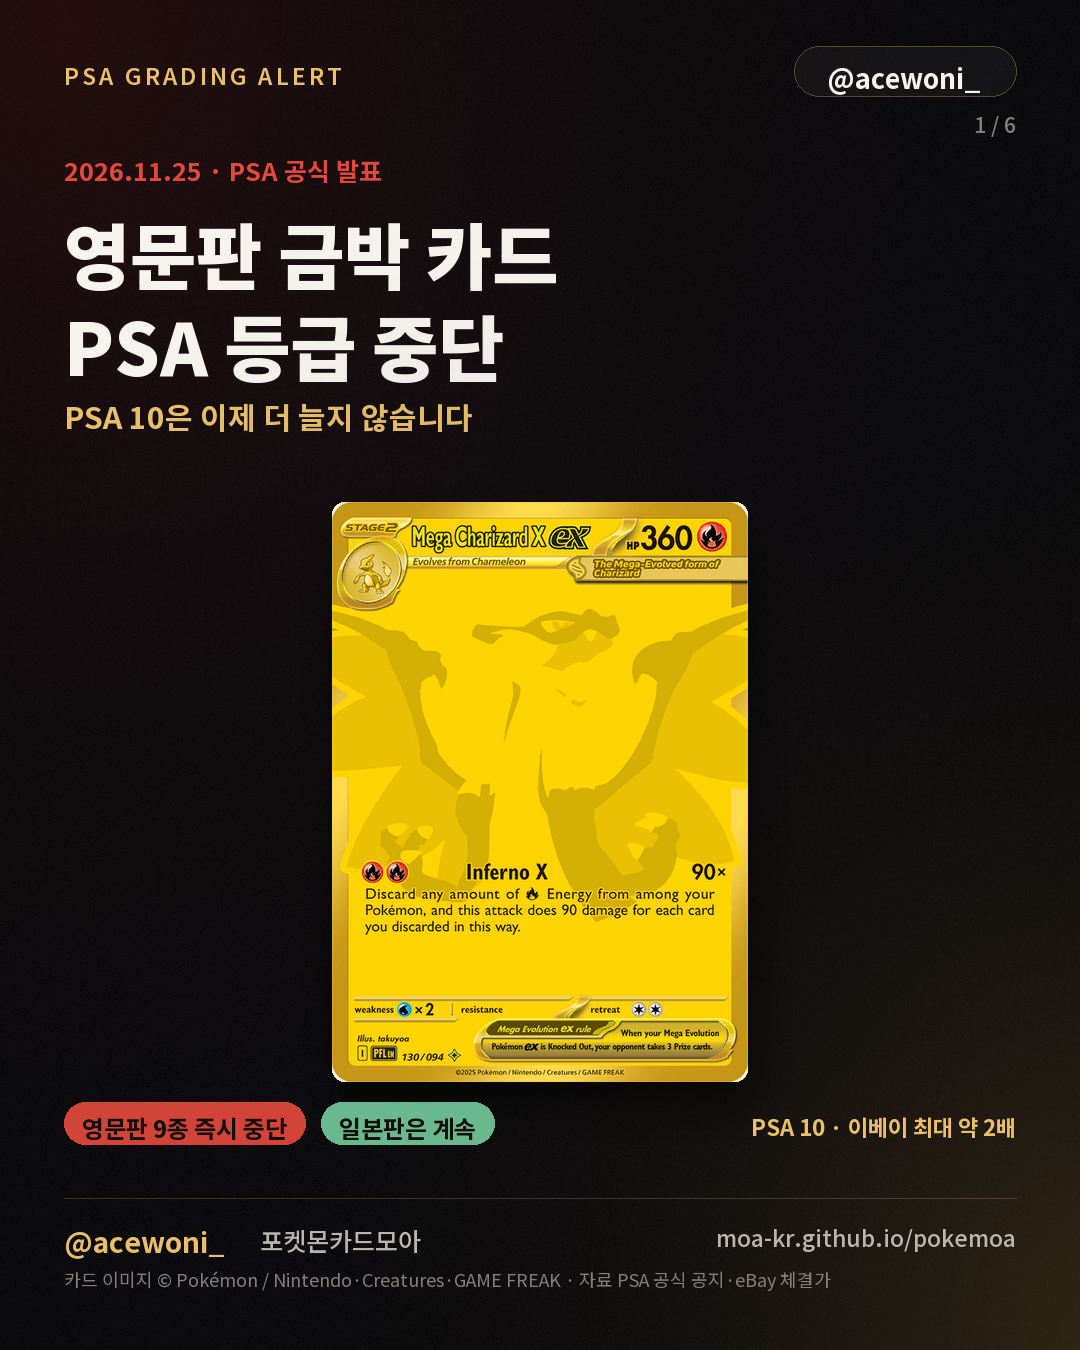 PSA GRADING ALERT
@acewoni_
1 / 6
2026.11.25 · PSA 공식 발표
영문판 금박 카드
PSA 등급 중단
PSA 10은 이제 더 늘지 않습니다
STAGE2
Mega Charizard X ex
HP 360
Evolves from Charmeleon
The Mega-Evolved form of
Charizard
Inferno X 90×
Discard any amount of Energy from among your
Pokémon, and this attack does 90 damage for each card
you discarded in this way.
weakness ×2 resistance retreat
Mega Evolution ex rule When your Mega Evolution
Pokémon ex is Knocked Out, your opponent takes 3 Prize cards.
Illus. takuyoa
I PFL EN 130/094
©2025 Pokémon / Nintendo / Creatures / GAME FREAK
영문판 9종 즉시 중단
일본판은 계속
PSA 10 · 이베이 최대 약 2배
@acewoni_ 포켓몬카드모아
moa-kr.github.io/pokemoa
카드 이미지 © Pokémon / Nintendo·Creatures·GAME FREAK · 자료 PSA 공식 공지·eBay 체결가